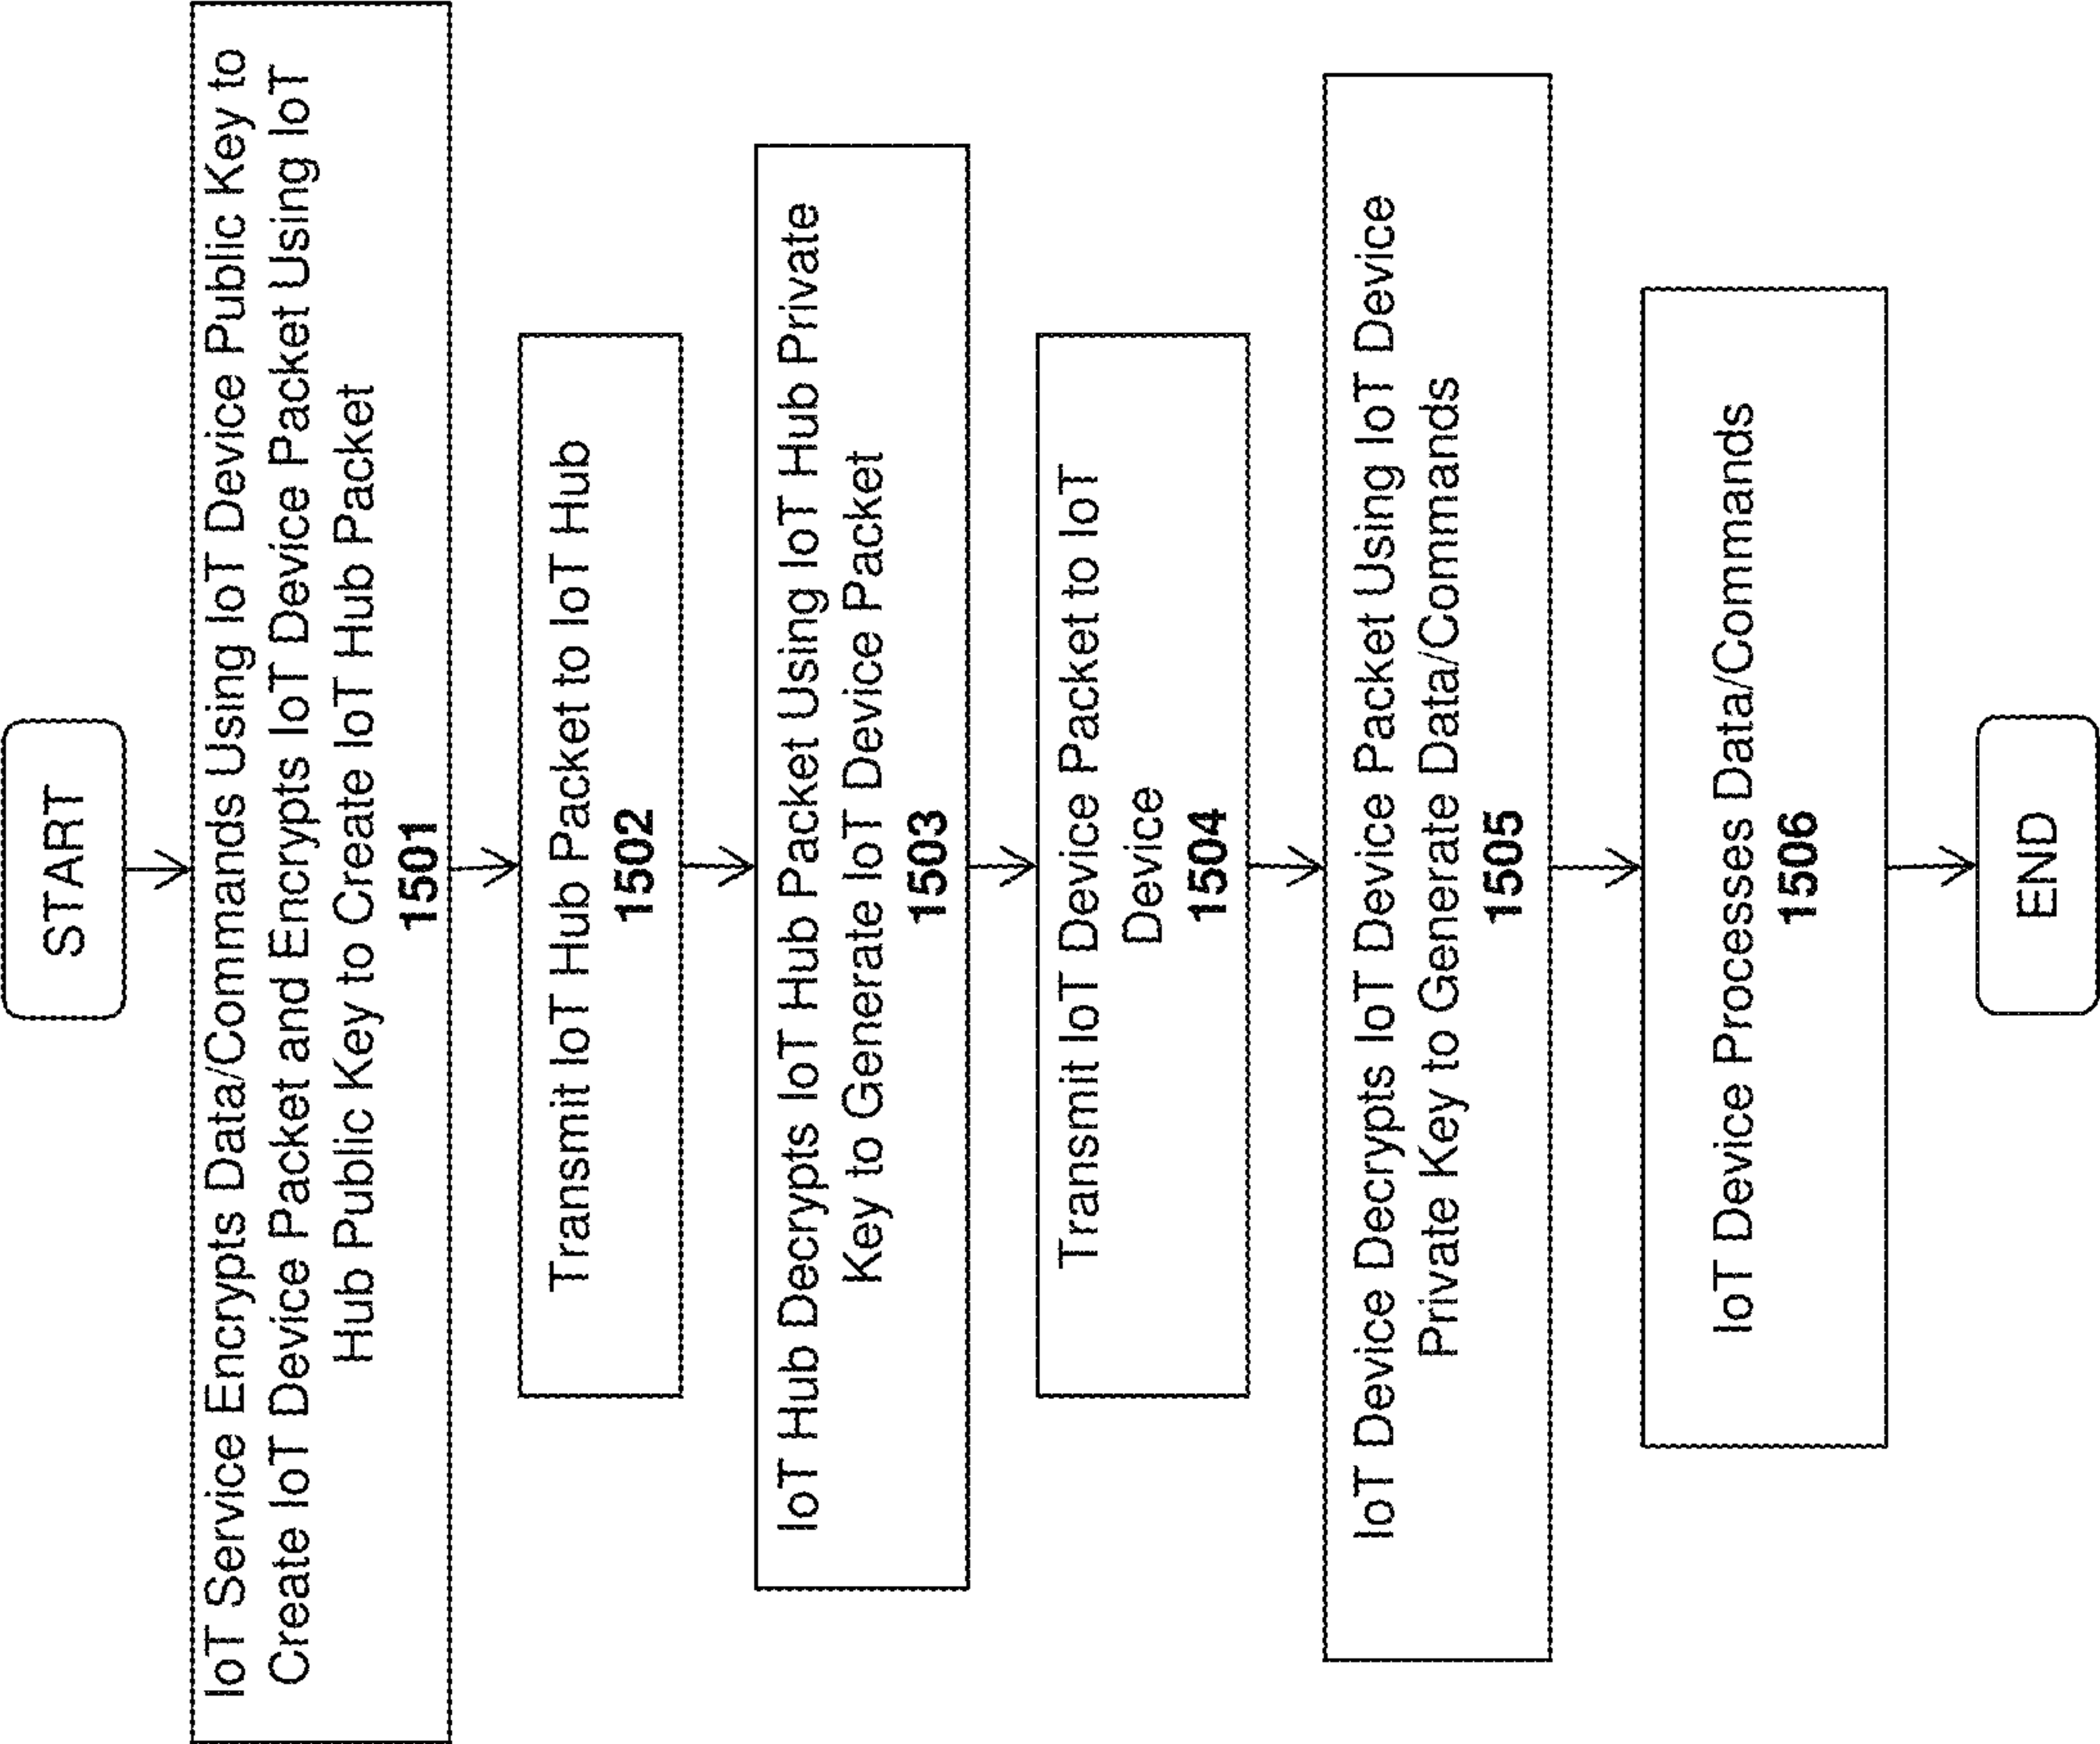 START
IoT Service Encrypts Data/Commands Using IoT Device Public Key to
Create IoT Device Packet and Encrypts IoT Device Packet Using IoT
Hub Public Key to Create IoT Hub Packet
1501
Transmit IoT Hub Packet to IoT Hub
1502
IoT Hub Decrypts IoT Hub Packet Using IoT Hub Private
Key to Generate IoT Device Packet
1503
Transmit IoT Device Packet to IoT
Device
1504
IoT Device Decrypts IoT Device Packet Using IoT Device
Private Key to Generate Data/Commands
1505
IoT Device Processes Data/Commands
1506
END